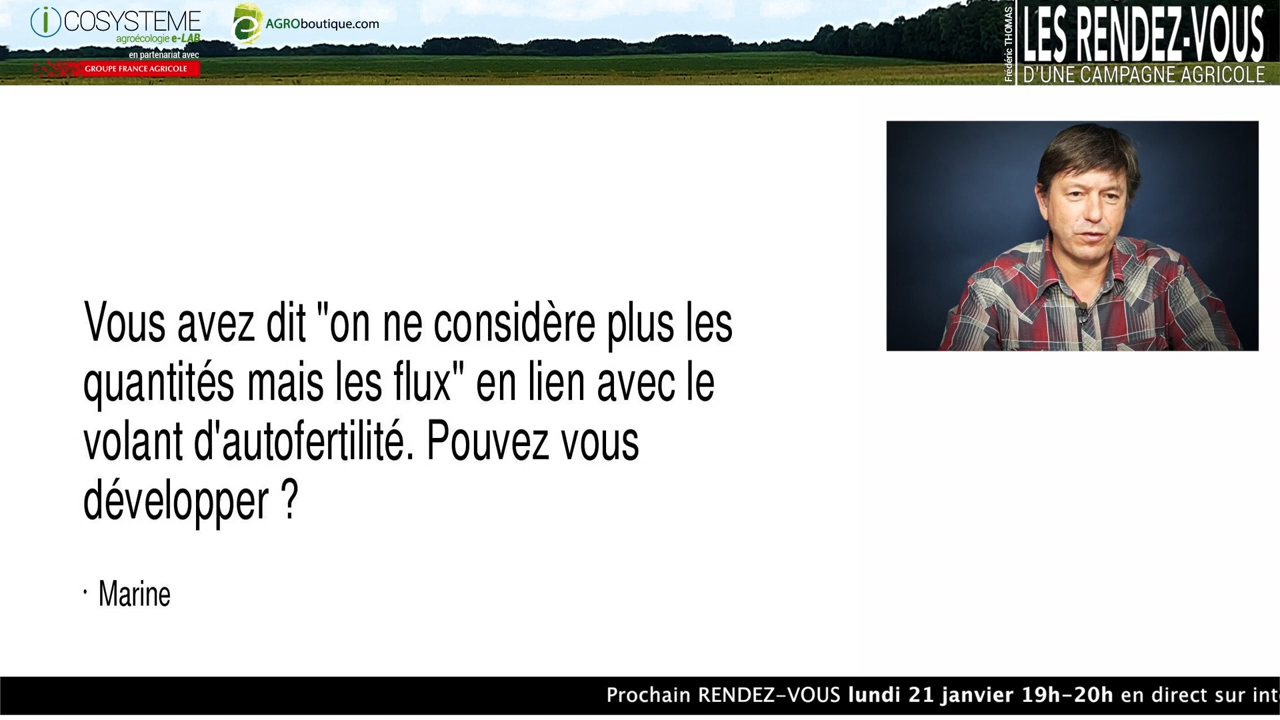 iCOSYSTEME
agroécologie e-LAB
en partenariat avec
GROUPE FRANCE AGRICOLE
e AGROboutique.com
Frédéric THOMAS
LES RENDEZ-VOUS
D'UNE CAMPAGNE AGRICOLE
Vous avez dit "on ne considère plus les
quantités mais les flux" en lien avec le
volant d'autofertilité. Pouvez vous
développer ?
· Marine
Prochain RENDEZ-VOUS lundi 21 janvier 19h-20h en direct sur int